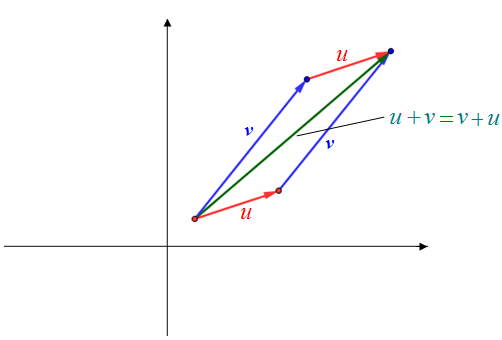 u
v
u + v = v + u
v
u